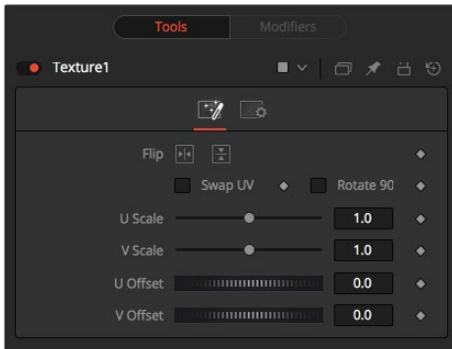 Tools Modifiers
Texture1
Flip
Swap UV Rotate 90
U Scale 1.0
V Scale 1.0
U Offset 0.0
V Offset 0.0